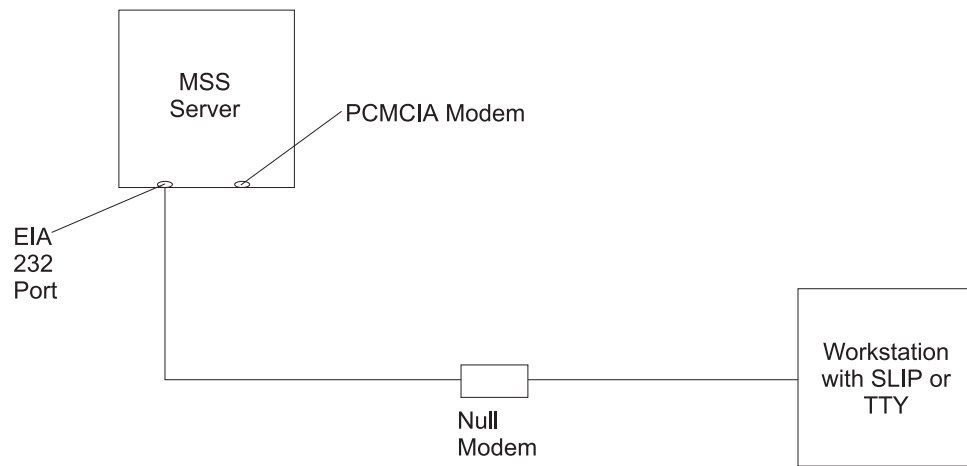 MSS
Server
PCMCIA Modem
EIA
232
Port
Workstation
with SLIP or
TTY
Null
Modem